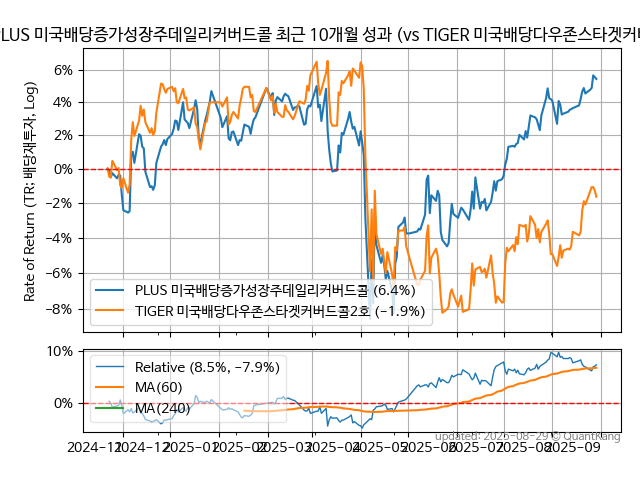 PLUS 미국배당증가성장주데일리커버드콜 최근 10개월 성과 (vs TIGER 미국배당다우존스타겟커버
Rate of Return (TR: 배당재투자, Log)
6%
4%
2%
0%
−2%
−4%
−6%
−8%
PLUS 미국배당증가성장주데일리커버드콜 (6.4%)
TIGER 미국배당다우존스타겟커버드콜2호 (−1.9%)
10%
0%
Relative (8.5%, −7.9%)
MA(60)
MA(240)
2024-11 2024-12 2025-01 2025-02 2025-03 2025-04 2025-05 2025-06 2025-07 2025-08 2025-09
updated: 2025-08-29 © QuantKang